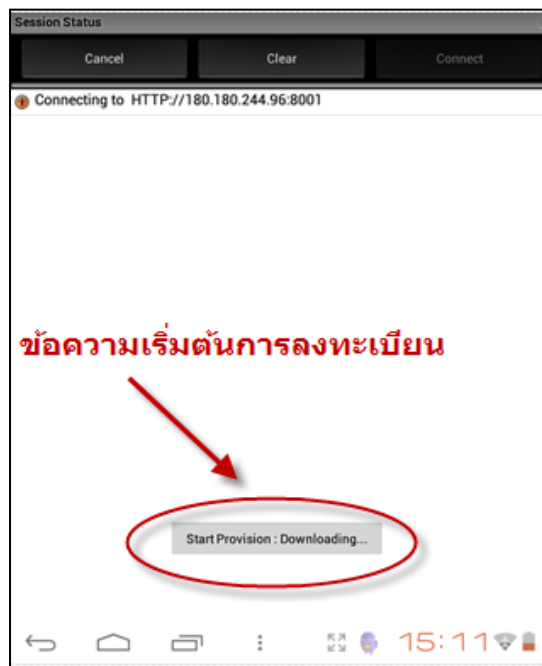 Session Status
Cancel
Clear
Connect
Connecting to HTTP://180.180.244.96:8001
ข้อความเริ่มต้นการลงทะเบียน
Start Provision : Downloading...
15:11